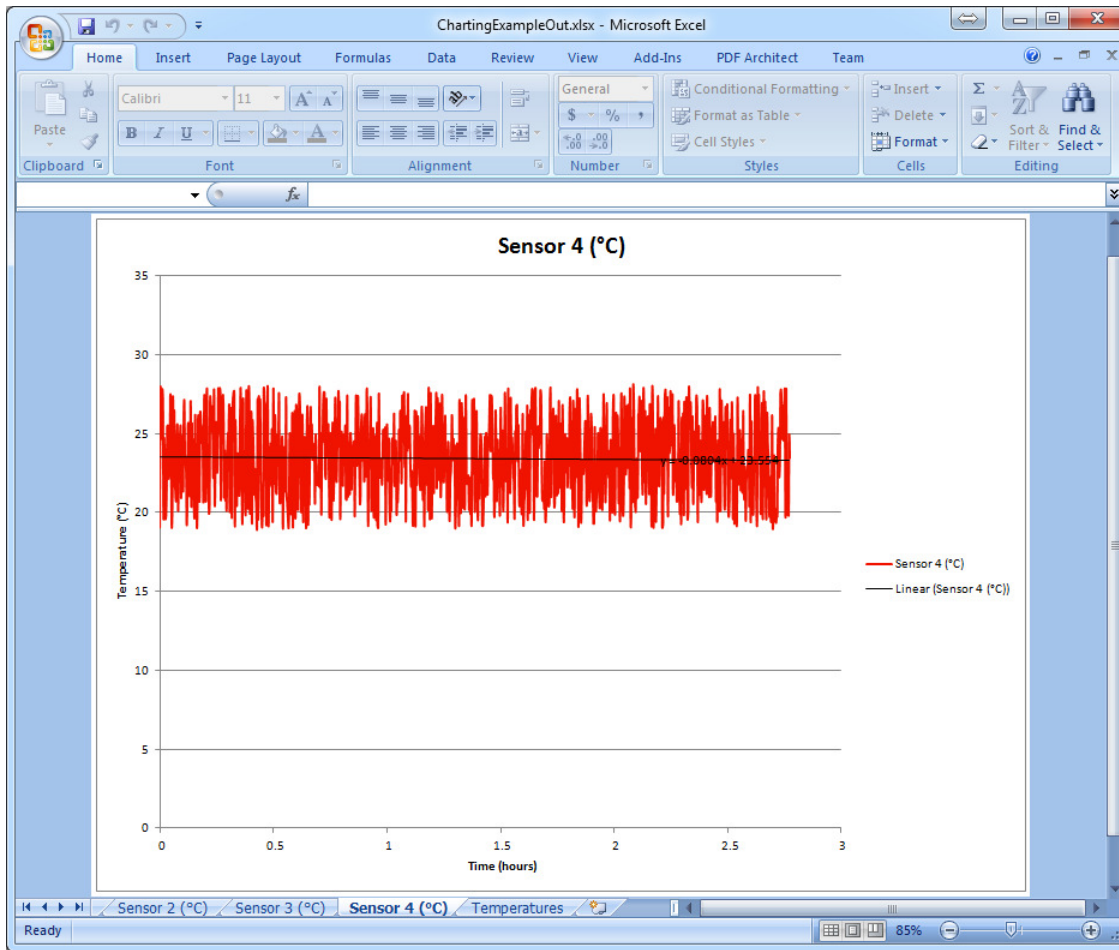 ChartingExampleOut.xlsx - Microsoft Excel
Home Insert Page Layout Formulas Data Review View Add-Ins PDF Architect Team
Calibri 11 A A General Conditional Formatting Insert Σ
Paste B I U A $ % , Format as Table Delete Sort & Find &
.0 .00 .00 .0 Cell Styles Format Filter Select
Clipboard Font Alignment Number Styles Cells Editing
fx
Sensor 4 (°C)
35
30
25
20
15
10
5
0
Temperature (°C)
0 0.5 1 1.5 2 2.5 3
Time (hours)
Sensor 4 (°C)
Linear (Sensor 4 (°C))
Sensor 2 (°C) Sensor 3 (°C) Sensor 4 (°C) Temperatures
Ready 85%